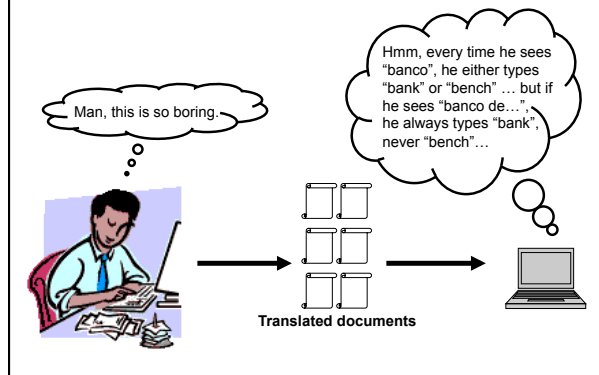 Man, this is so boring.
Hmm, every time he sees
“banco”, he either types
“bank” or “bench” … but if
he sees “banco de…”,
he always types “bank”,
never “bench”…
Translated documents